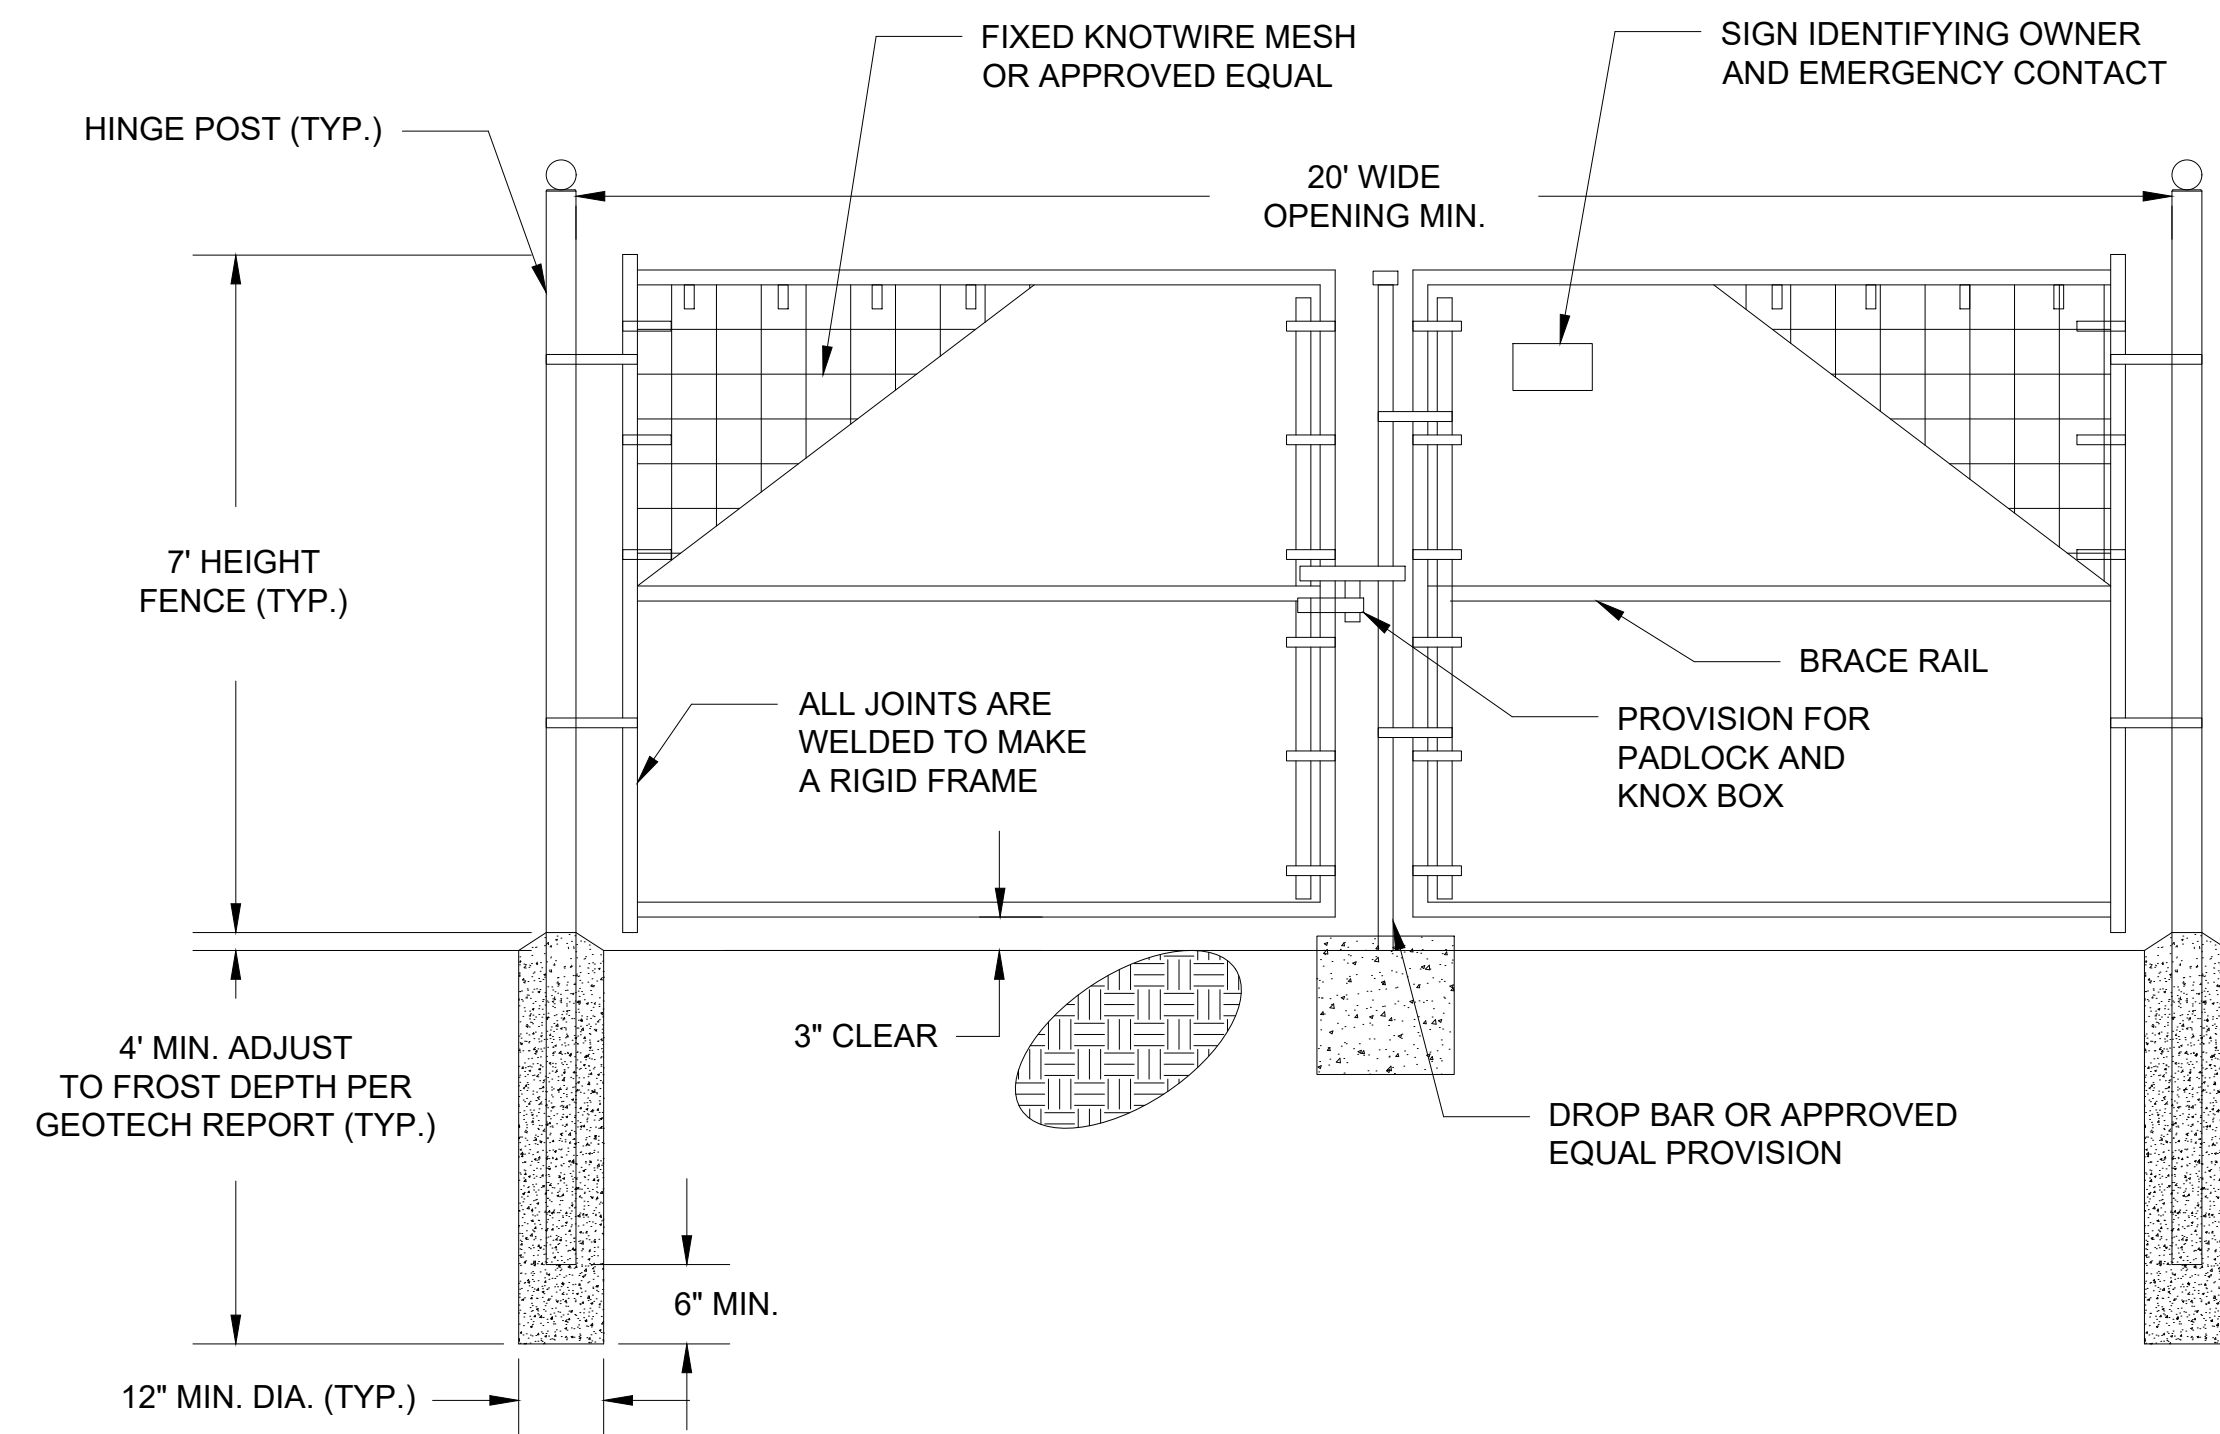 FIXED KNOTWIRE MESH
OR APPROVED EQUAL
SIGN IDENTIFYING OWNER
AND EMERGENCY CONTACT
HINGE POST (TYP.)
20' WIDE
OPENING MIN.
7' HEIGHT
FENCE (TYP.)
BRACE RAIL
ALL JOINTS ARE
WELDED TO MAKE
A RIGID FRAME
PROVISION FOR
PADLOCK AND
KNOX BOX
4' MIN. ADJUST
TO FROST DEPTH PER
GEOTECH REPORT (TYP.)
3" CLEAR
DROP BAR OR APPROVED
EQUAL PROVISION
6" MIN.
12" MIN. DIA. (TYP.)